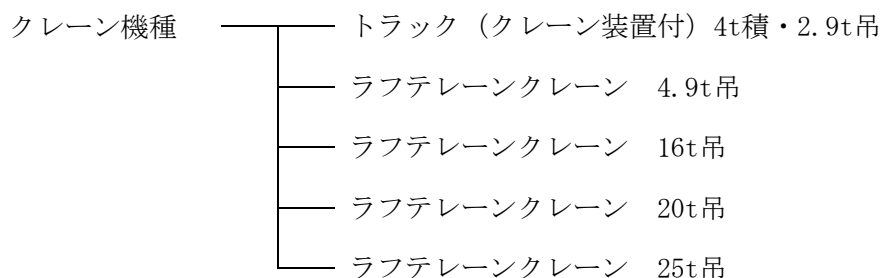 クレーン機種 トラック（クレーン装置付）4t積・2.9t吊
ラフテレーンクレーン 4.9t吊
ラフテレーンクレーン 16t吊
ラフテレーンクレーン 20t吊
ラフテレーンクレーン 25t吊